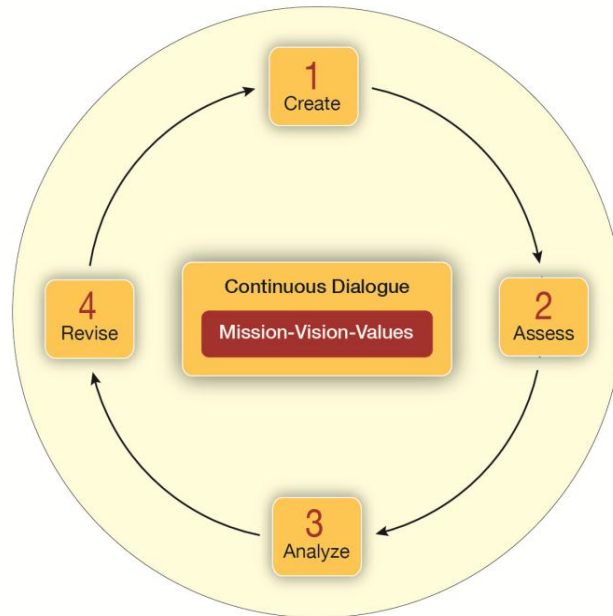 1
Create
2
Assess
3
Analyze
4
Revise
Continuous Dialogue
Mission-Vision-Values